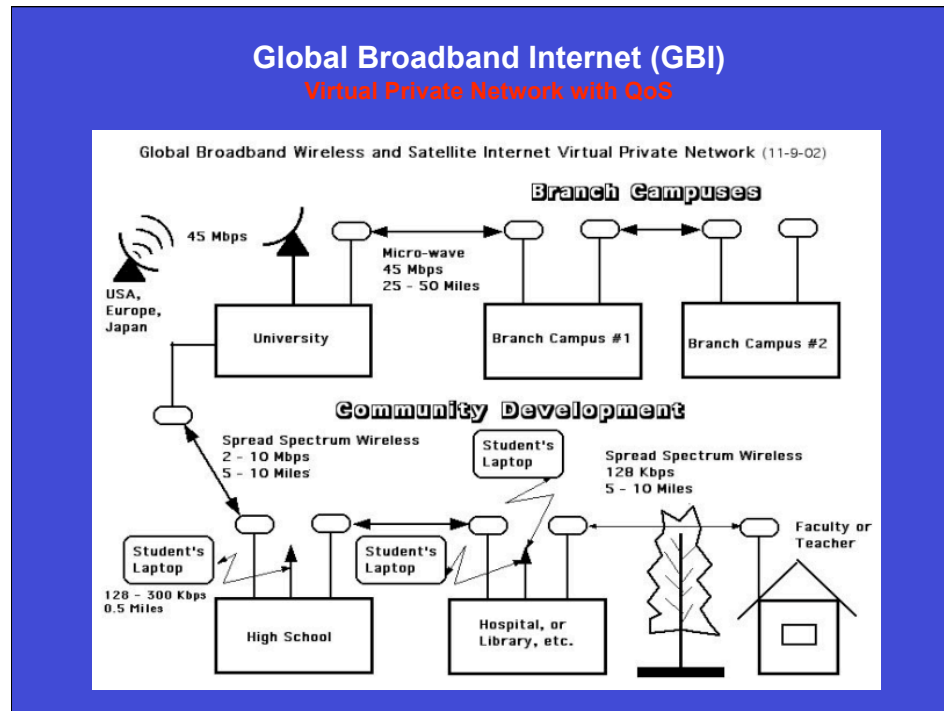 Global Broadband Internet (GBI)
Virtual Private Network with QoS
Global Broadband Wireless and Satellite Internet Virtual Private Network (11-9-02)
Branch Campuses
45 Mbps
Micro-wave
45 Mbps
25 - 50 Miles
USA,
Europe,
Japan
University
Branch Campus #1
Branch Campus #2
Community Development
Spread Spectrum Wireless
2 - 10 Mbps
5 - 10 Miles
Student's
Laptop
Spread Spectrum Wireless
128 Kbps
5 - 10 Miles
Student's
Laptop
128 - 300 Kbps
0.5 Miles
Student's
Laptop
Faculty or
Teacher
High School
Hospital, or
Library, etc.